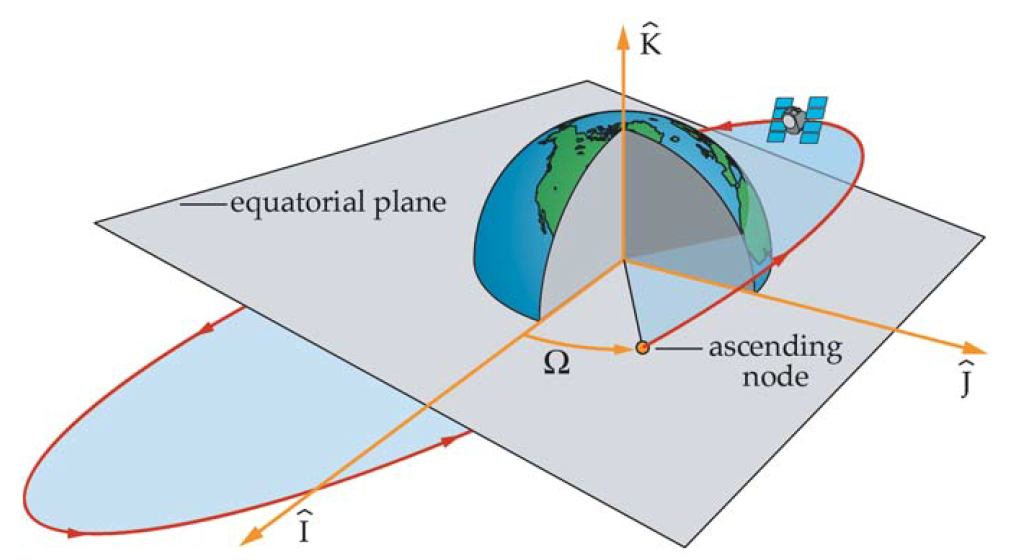 K̂
equatorial plane
Ω
ascending
node
Ĵ
Î